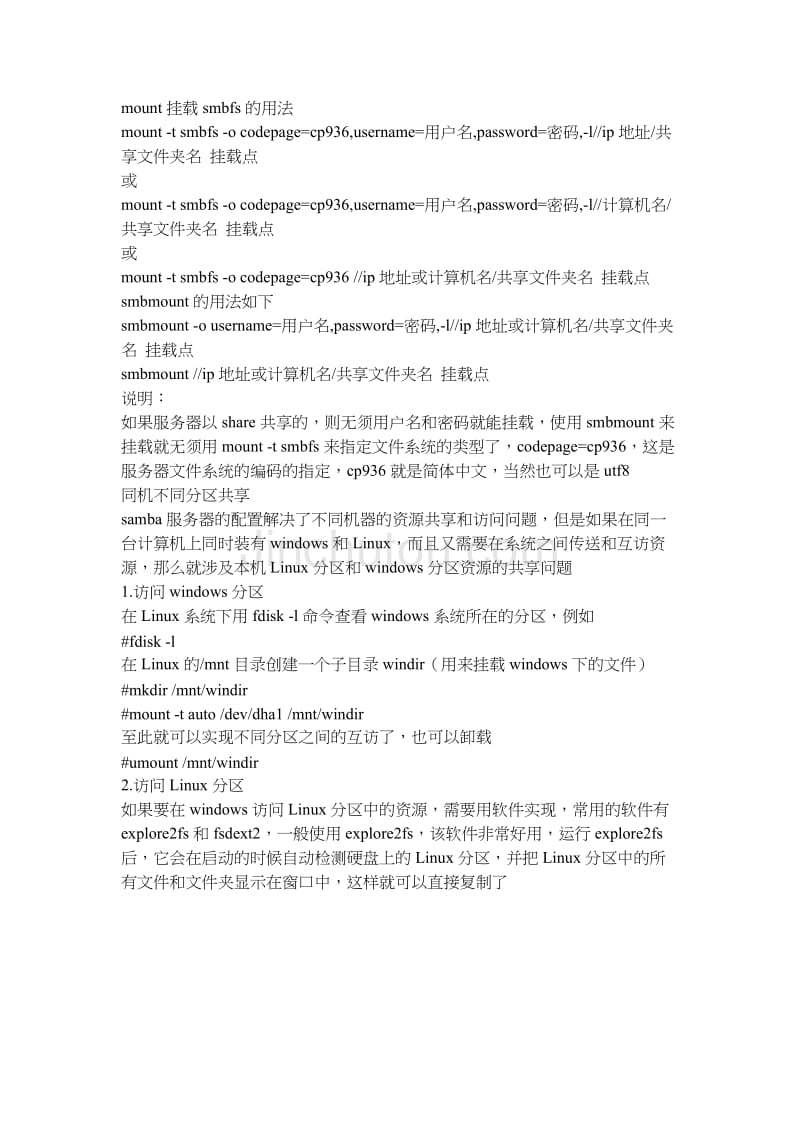 mount 挂载 smbfs 的用法
mount -t smbfs -o codepage=cp936,username=用户名,password=密码,-l//ip 地址/共
享文件夹名 挂载点
或
mount -t smbfs -o codepage=cp936,username=用户名,password=密码,-l//计算机名/
共享文件夹名 挂载点
或
mount -t smbfs -o codepage=cp936 //ip 地址或计算机名/共享文件夹名 挂载点
smbmount 的用法如下
smbmount -o username=用户名,password=密码,-l//ip 地址或计算机名/共享文件夹
名 挂载点
smbmount //ip 地址或计算机名/共享文件夹名 挂载点
说明：
如果服务器以 share 共享的，则无须用户名和密码就能挂载，使用 smbmount 来
挂载就无须用 mount -t smbfs 来指定文件系统的类型了，codepage=cp936，这是
服务器文件系统的编码的指定，cp936 就是简体中文，当然也可以是 utf8
同机不同分区共享
samba 服务器的配置解决了不同机器的资源共享和访问问题，但是如果在同一
台计算机上同时装有 windows 和 Linux，而且又需要在系统之间传送和互访资
源，那么就涉及本机 Linux 分区和 windows 分区资源的共享问题
1.访问 windows 分区
在 Linux 系统下用 fdisk -l 命令查看 windows 系统所在的分区，例如
#fdisk -l
在 Linux 的/mnt 目录创建一个子目录 windir（用来挂载 windows 下的文件）
#mkdir /mnt/windir
#mount -t auto /dev/dha1 /mnt/windir
至此就可以实现不同分区之间的互访了，也可以卸载
#umount /mnt/windir
2.访问 Linux 分区
如果要在 windows 访问 Linux 分区中的资源，需要用软件实现，常用的软件有
explore2fs 和 fsdext2，一般使用 explore2fs，该软件非常好用，运行 explore2fs
后，它会在启动的时候自动检测硬盘上的 Linux 分区，并把 Linux 分区中的所
有文件和文件夹显示在窗口中，这样就可以直接复制了